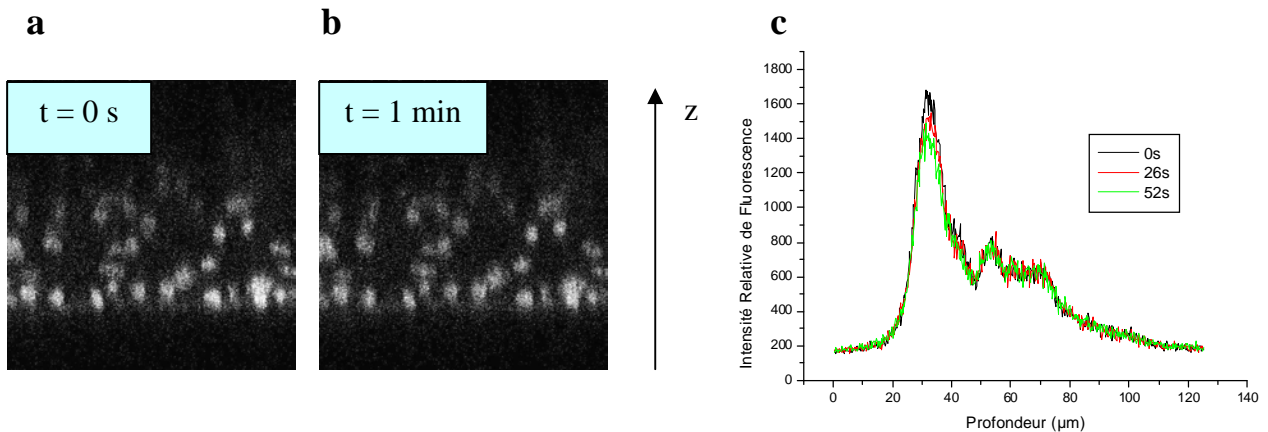 a
b
c
t = 0 s
t = 1 min
z
Intensité Relative de Fluorescence
1800
1600
1400
1200
1000
800
600
400
200
0
0s
26s
52s
0 20 40 60 80 100 120 140
Profondeur (µm)